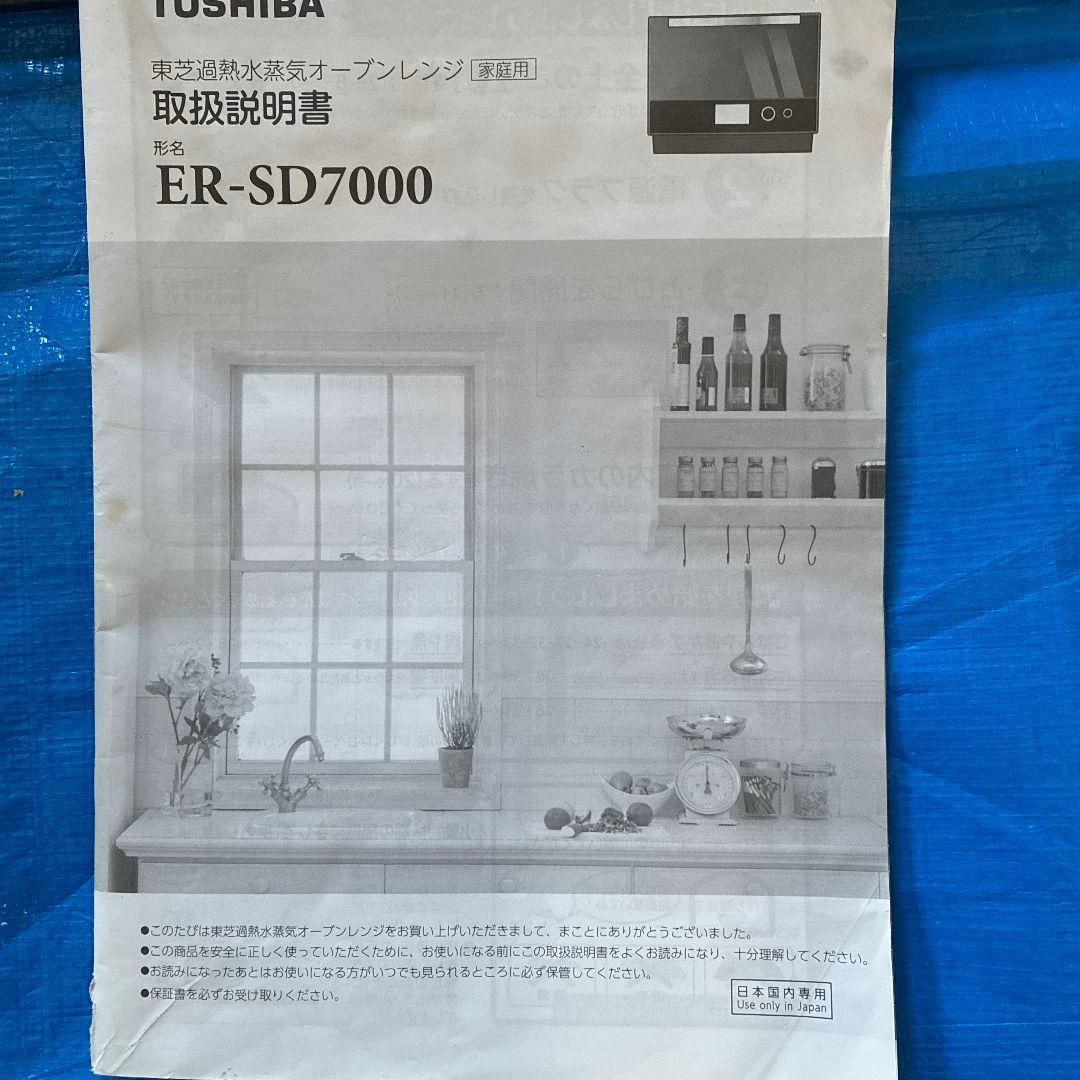 TOSHIBA
東芝過熱水蒸気オーブンレンジ 家庭用
取扱説明書
形名
ER-SD7000
●このたびは東芝過熱水蒸気オーブンレンジをお買い上げいただきまして、まことにありがとうございました。
●この商品を安全に正しく使っていただくために、お使いになる前にこの取扱説明書をよくお読みになり、十分理解してください。
●お読みになったあとはお使いになる方がいつでも見られるところに必ず保管してください。
●保証書を必ずお受け取りください。
日本国内専用
Use only in Japan